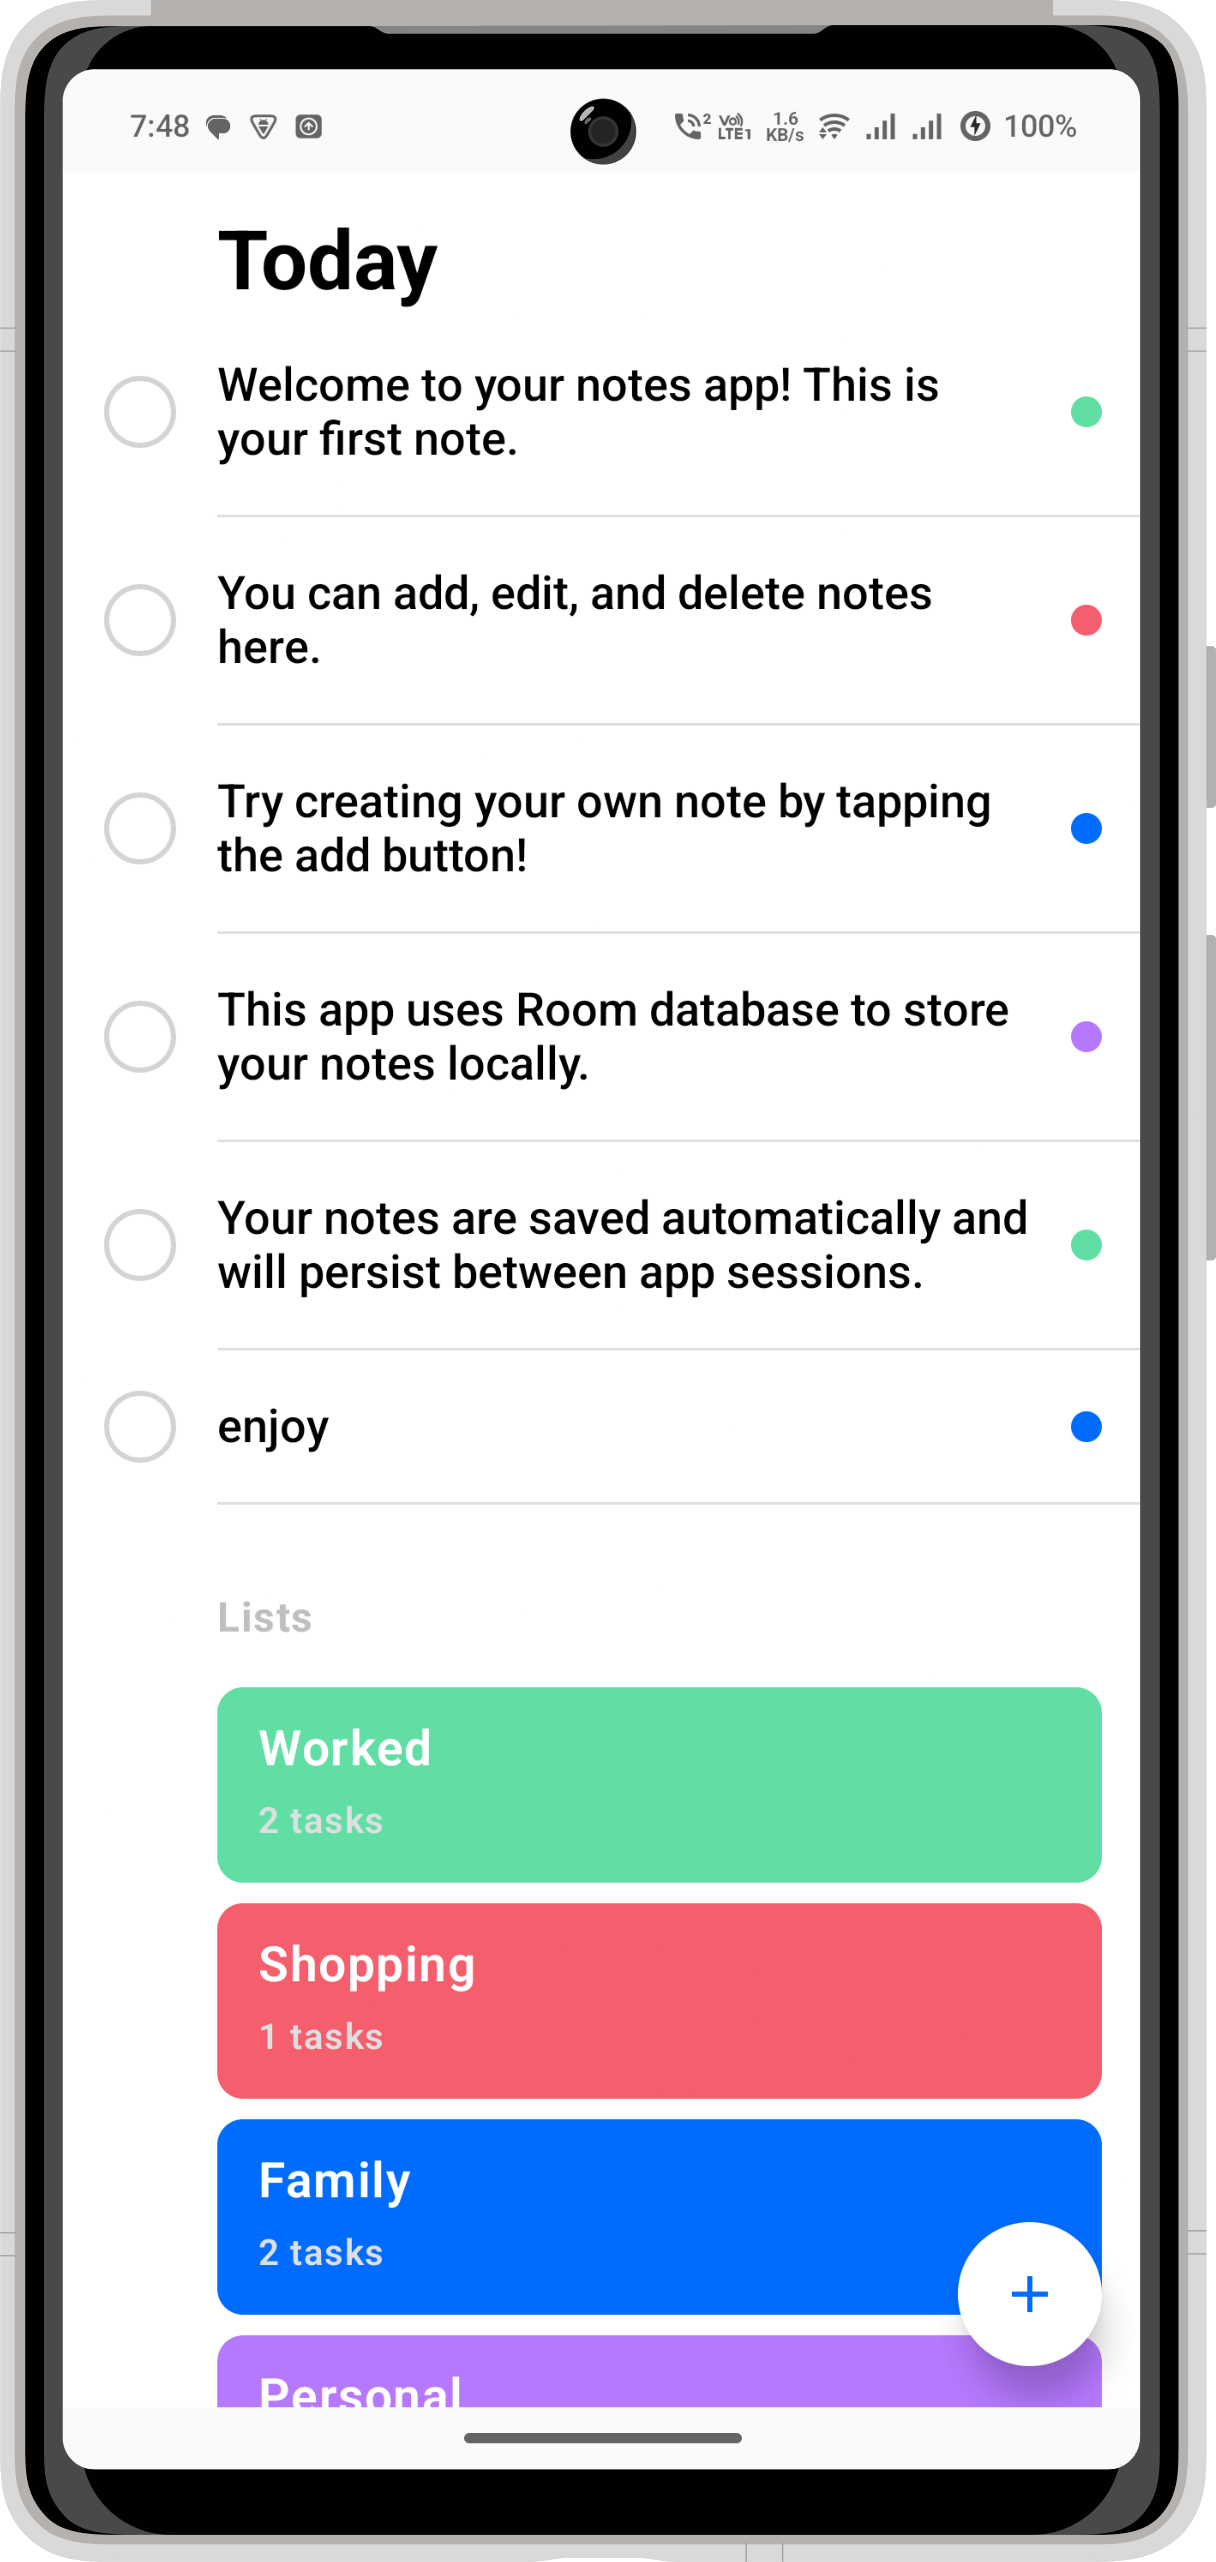 7:48
2
Vo)) 1.6
LTE1 KB/s
100%
Today
Welcome to your notes app! This is
your first note.
You can add, edit, and delete notes
here.
Try creating your own note by tapping
the add button!
This app uses Room database to store
your notes locally.
Your notes are saved automatically and
will persist between app sessions.
enjoy
Lists
Worked
2 tasks
Shopping
1 tasks
Family
2 tasks
+
Personal